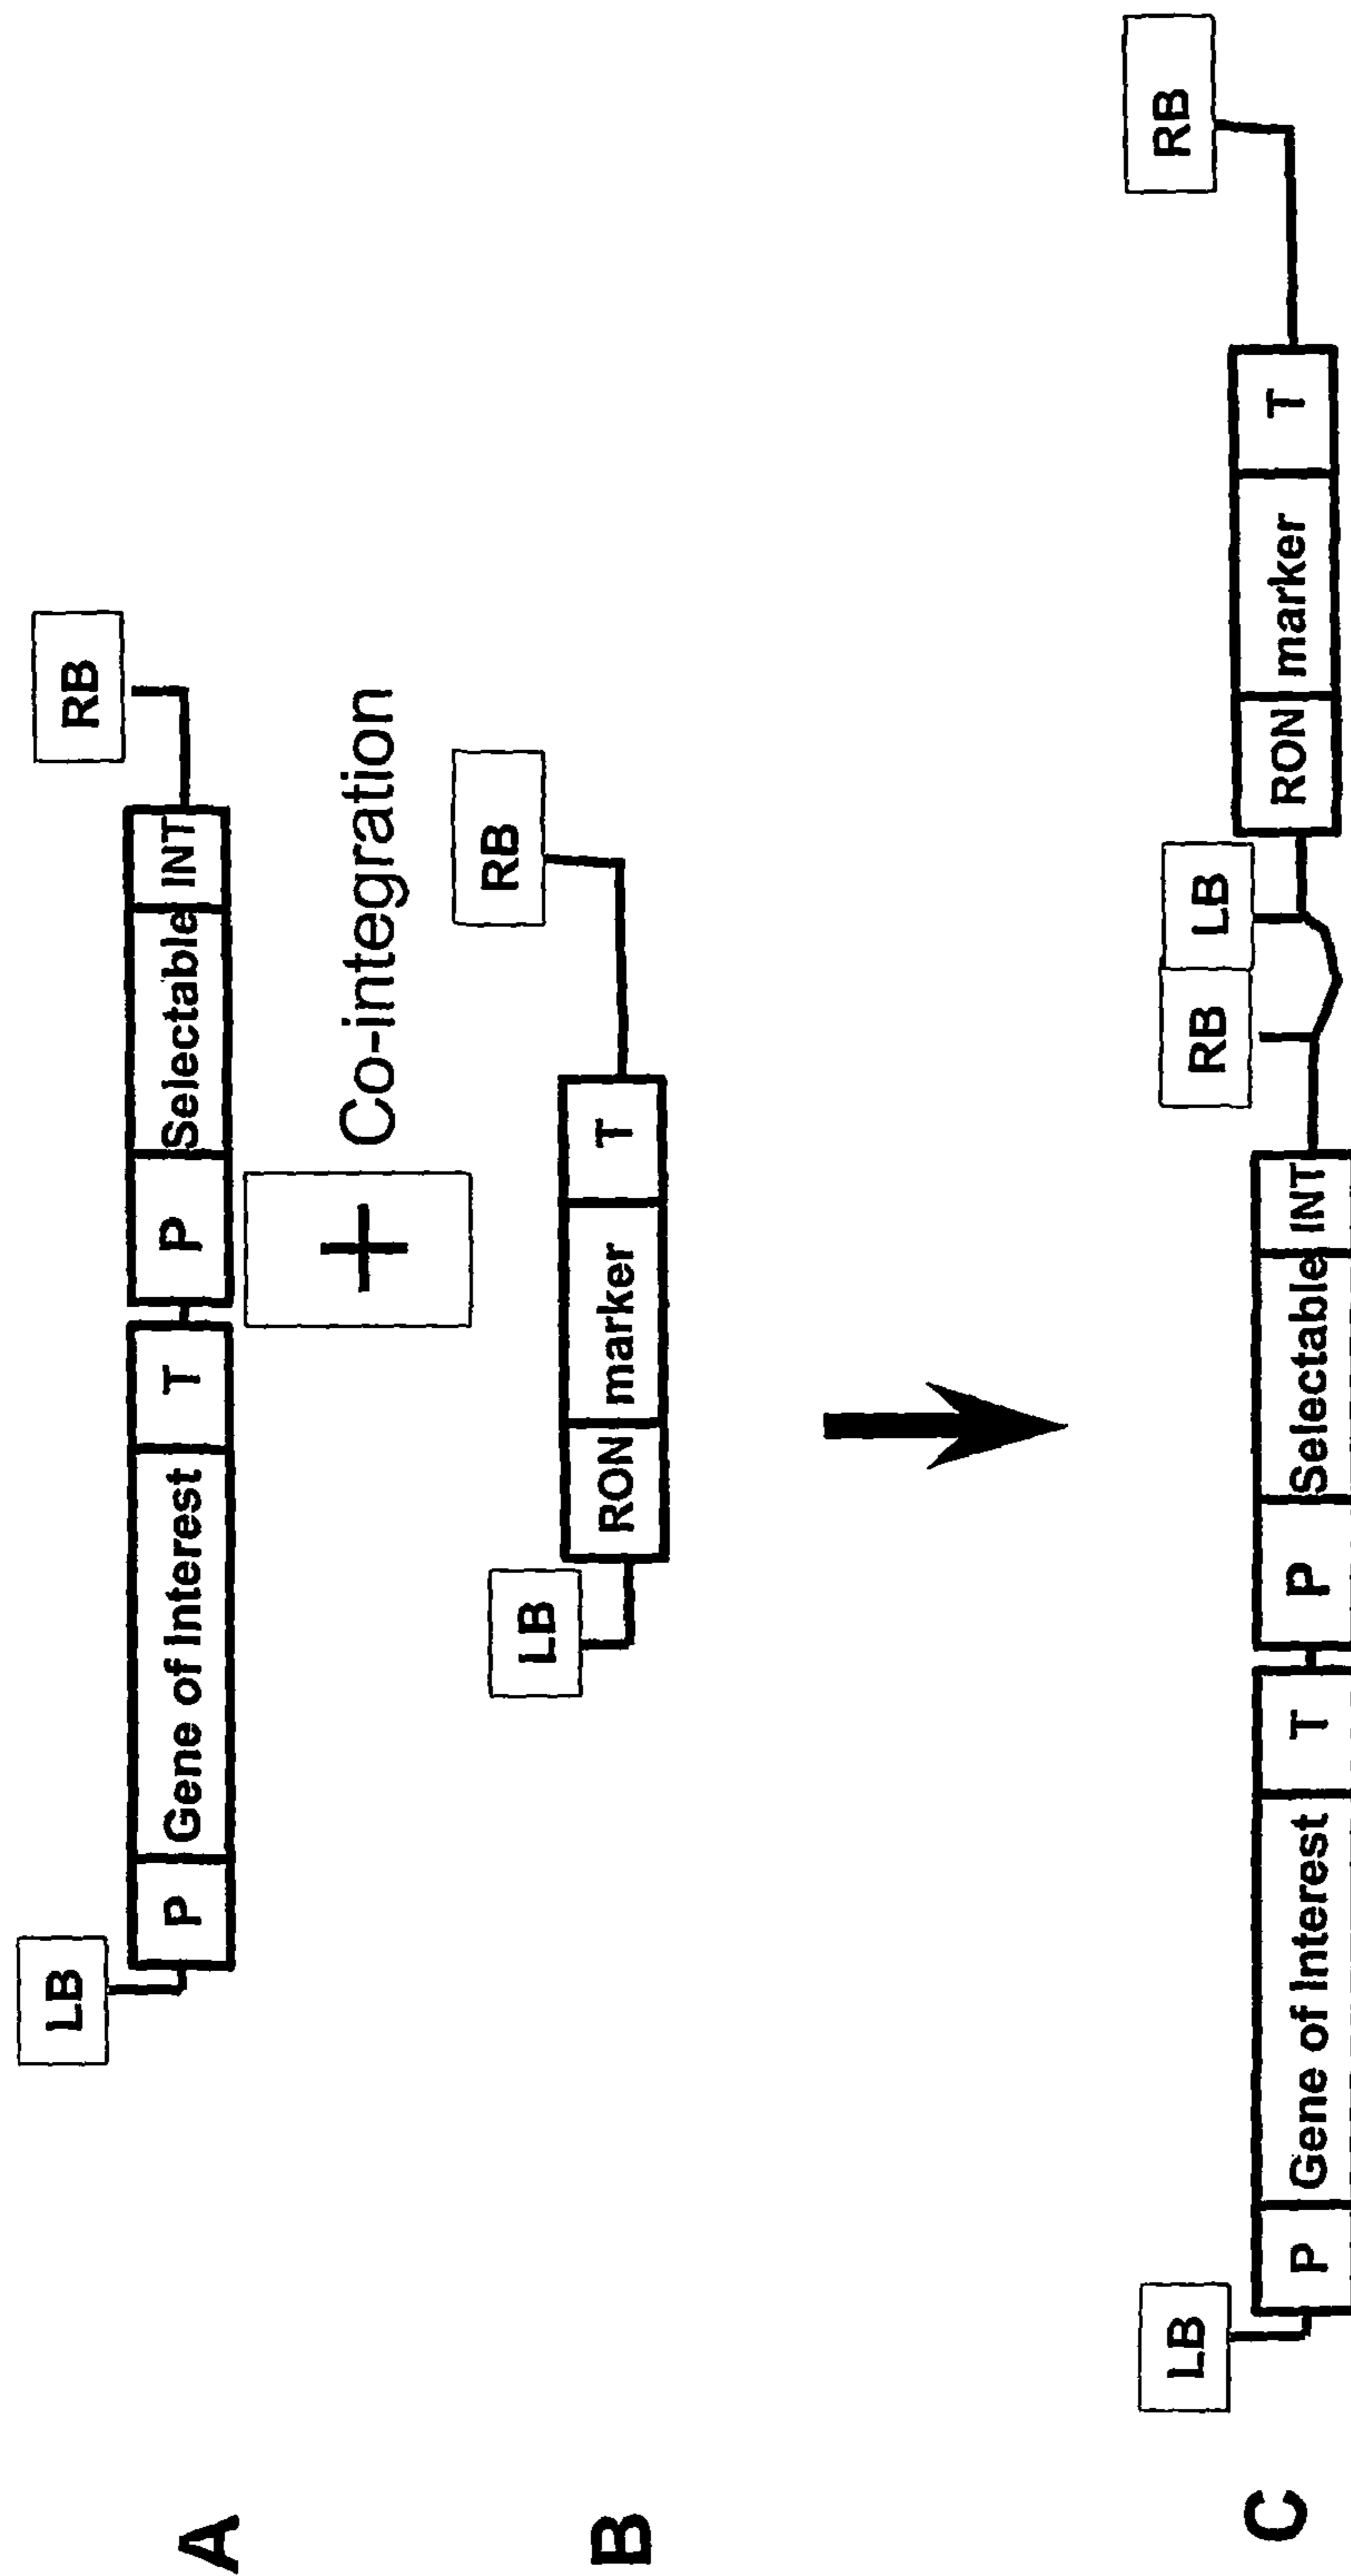 A
LB
RB
P Gene of Interest T P Selectable INT
+ Co-integration
B
LB
RB
RON marker T
C
LB
RB LB
RB
P Gene of Interest T P Selectable INT
RON marker T